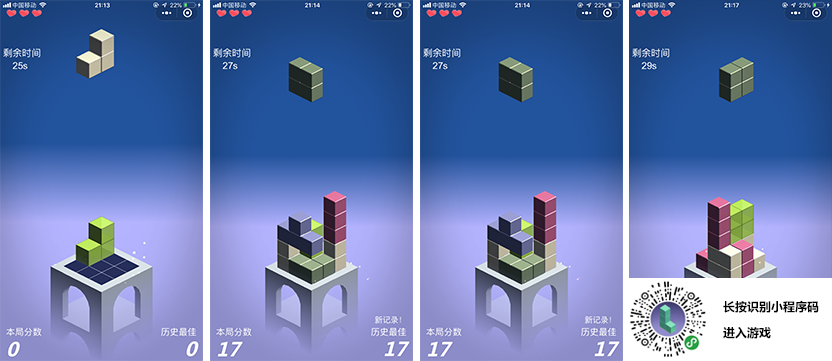 中国移动
21:13
22%
剩余时间
25s
本局分数
历史最佳
0
0
中国移动
21:14
22%
剩余时间
27s
新记录!
本局分数
历史最佳
17
17
中国移动
21:14
22%
剩余时间
27s
新记录!
本局分数
历史最佳
17
17
中国移动
21:17
23%
剩余时间
29s
长按识别小程序码
进入游戏